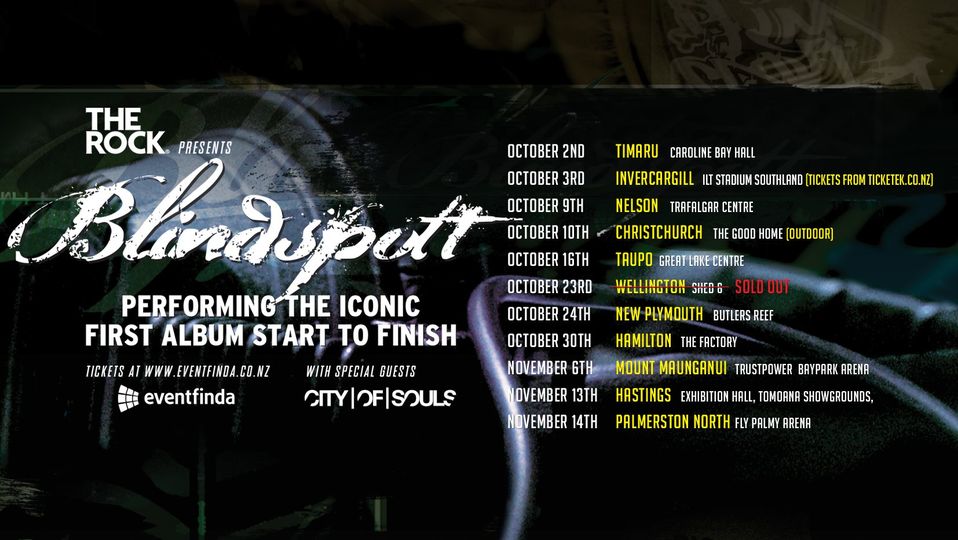 THE
ROCK. PRESENTS
Blindspott
PERFORMING THE ICONIC
FIRST ALBUM START TO FINISH
TICKETS AT WWW.EVENTFINDA.CO.NZ
eventfinda
WITH SPECIAL GUESTS
CITY|OF|SOULS
OCTOBER 2ND TIMARU CAROLINE BAY HALL
OCTOBER 3RD INVERCARGILL ILT STADIUM SOUTHLAND (TICKETS FROM TICKETEK.CO.NZ)
OCTOBER 9TH NELSON TRAFALGAR CENTRE
OCTOBER 10TH CHRISTCHURCH THE GOOD HOME (OUTDOOR)
OCTOBER 16TH TAUPO GREAT LAKE CENTRE
OCTOBER 23RD WELLINGTON SHED 6 SOLD OUT
OCTOBER 24TH NEW PLYMOUTH BUTLERS REEF
OCTOBER 30TH HAMILTON THE FACTORY
NOVEMBER 6TH MOUNT MAUNGANUI TRUSTPOWER BAYPARK ARENA
NOVEMBER 13TH HASTINGS EXHIBITION HALL, TOMOANA SHOWGROUNDS,
NOVEMBER 14TH PALMERSTON NORTH FLY PALMY ARENA